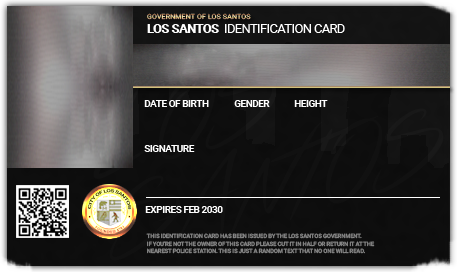 GOVERNMENT OF LOS SANTOS
LOS SANTOS IDENTIFICATION CARD
DATE OF BIRTH GENDER HEIGHT
SIGNATURE
CITY OF LOS SANTOS
EXPIRES FEB 2030
THIS IDENTIFICATION CARD HAS BEEN ISSUED BY THE LOS SANTOS GOVERNMENT.
IF YOU'RE NOT THE OWNER OF THIS CARD PLEASE CUT IT IN HALF OR RETURN IT AT THE
NEAREST POLICE STATION. THIS IS JUST A RANDOM TEXT THAT NO ONE WILL READ.